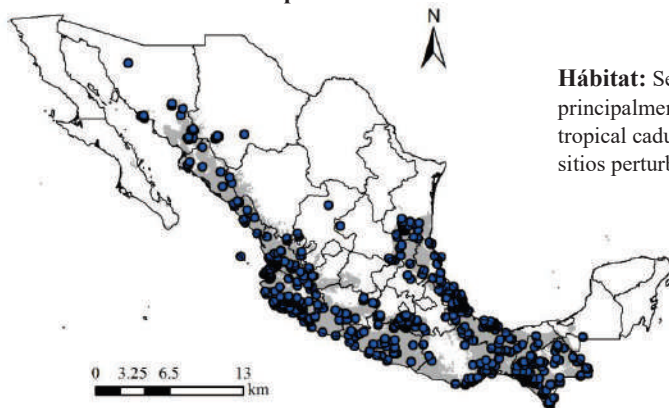 N
Hábitat: Se
principalmen
tropical cadu
sitios perturb
0 3.25 6.5 13
km